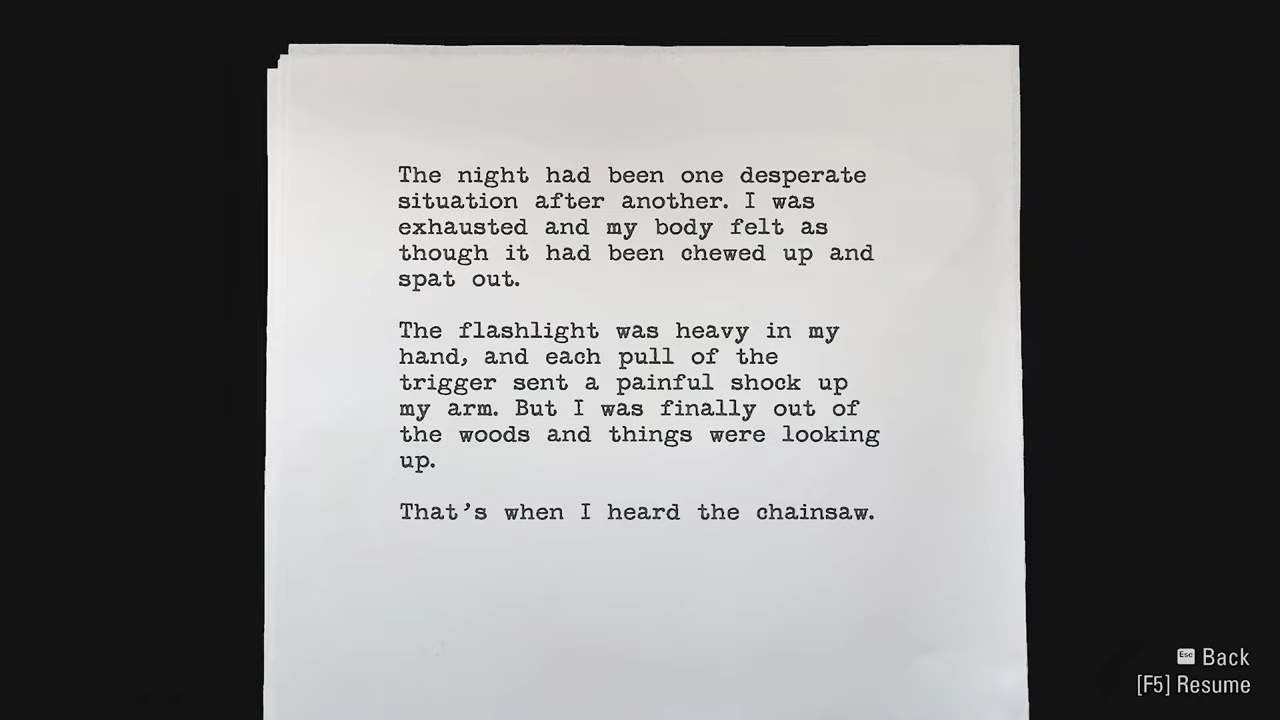 The night had been one desperate
situation after another. I was
exhausted and my body felt as
though it had been chewed up and
spat out.
The flashlight was heavy in my
hand, and each pull of the
trigger sent a painful shock up
my arm. But I was finally out of
the woods and things were looking
up.
That's when I heard the chainsaw.
Esc Back
[F5] Resume